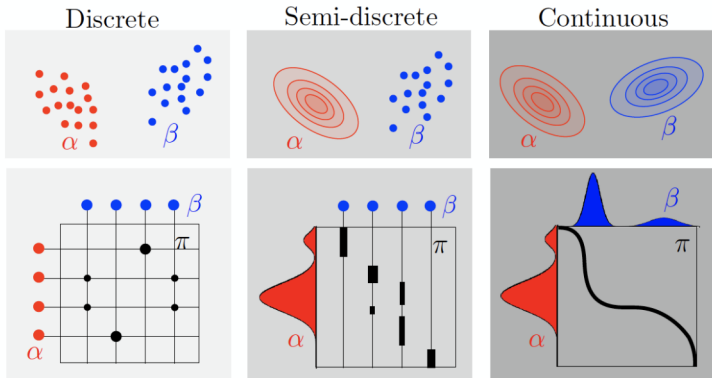 Discrete Semi-discrete Continuous
α β α β α β
β β β
π π π
α α α